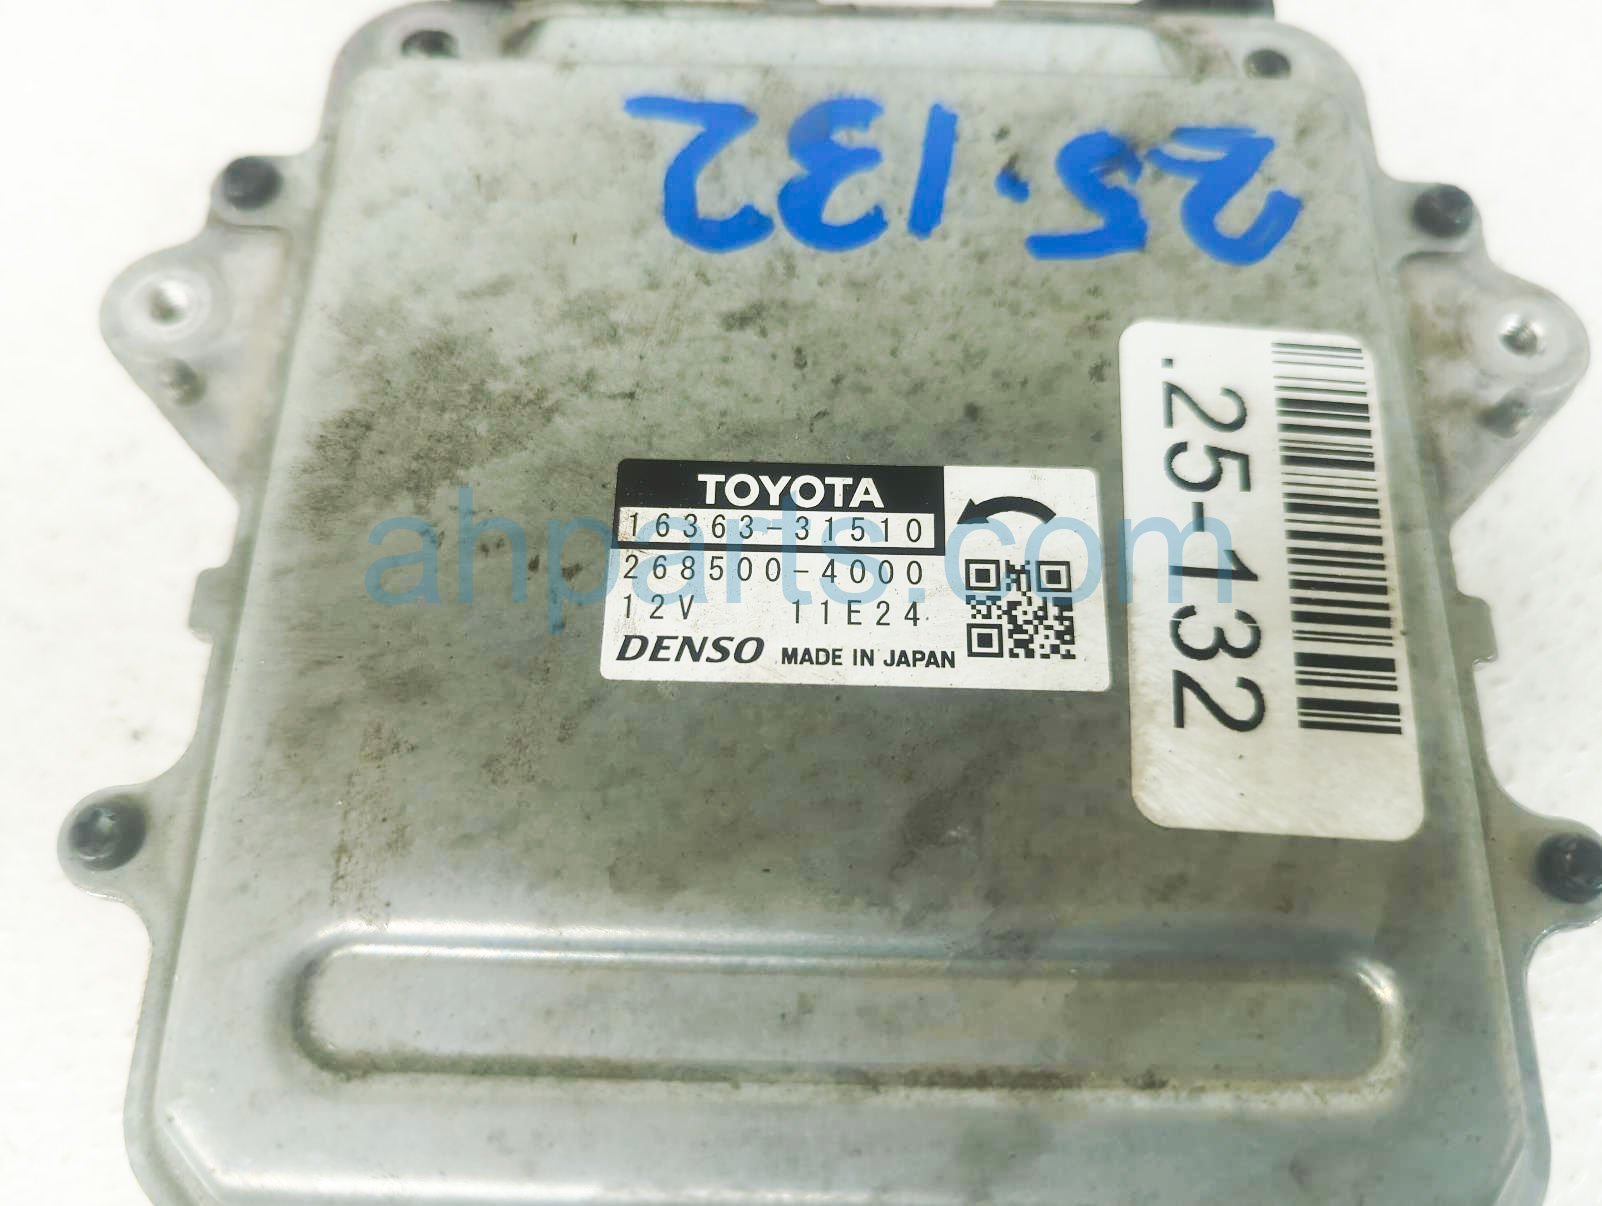 25.132
TOYOTA
16363-31510
268500-4000
12V 11E24
DENSO MADE IN JAPAN
.25-132
ahparts.com